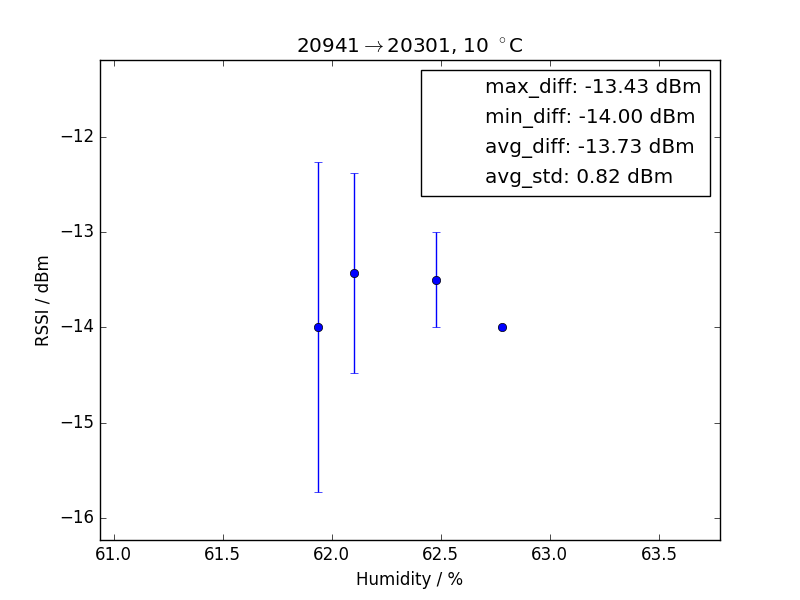 20941→20301, 10 °C
max_diff: -13.43 dBm
min_diff: -14.00 dBm
avg_diff: -13.73 dBm
avg_std: 0.82 dBm
RSSI / dBm
−12
−13
−14
−15
−16
61.0 61.5 62.0 62.5 63.0 63.5
Humidity / %